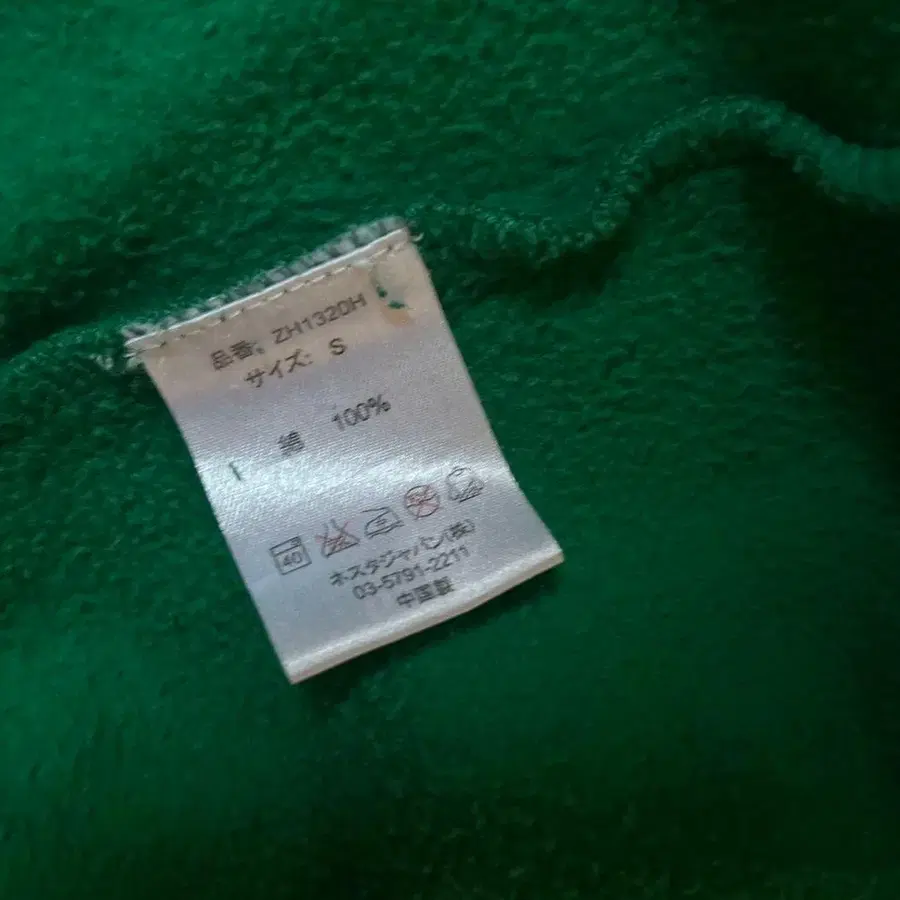 品番: ZH1320H
サイズ: S
綿 100%
40
ネスタジャパン(株)
03-5791-2211
中国製